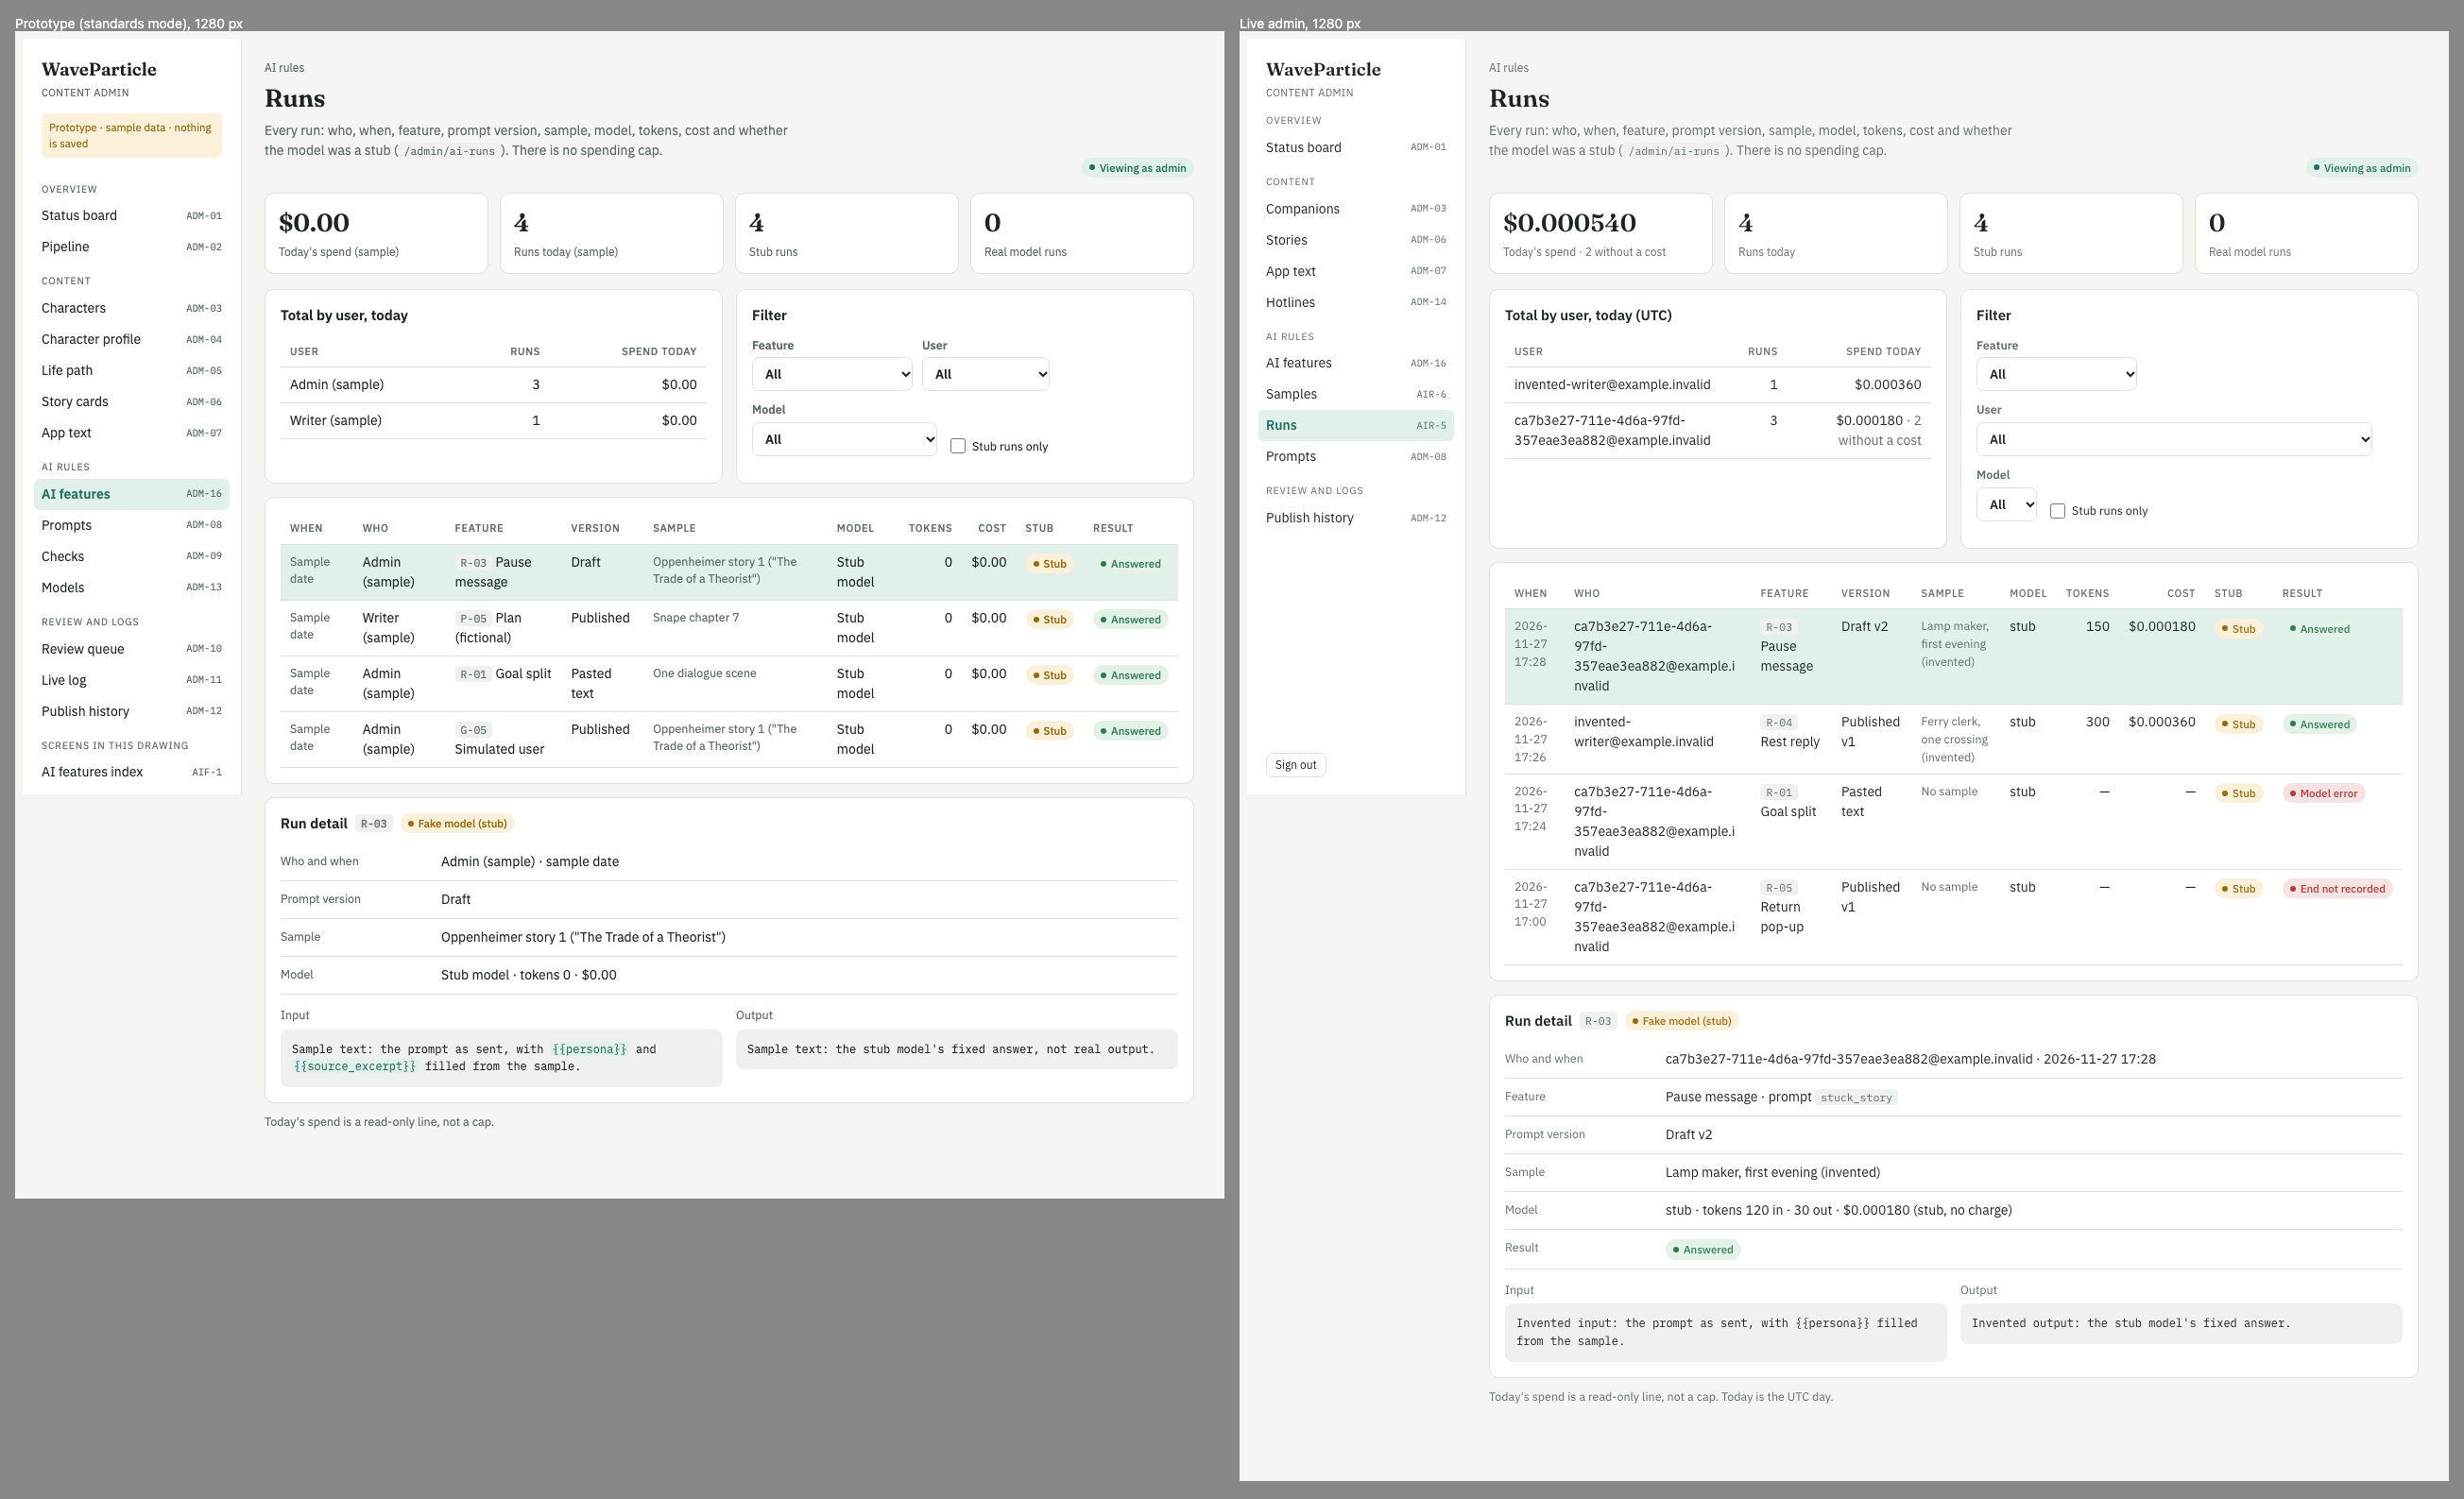 Prototype (standards mode), 1280 px
WaveParticle
CONTENT ADMIN
Prototype · sample data · nothing
is saved
OVERVIEW
Status board ADM-01
Pipeline ADM-02
CONTENT
Characters ADM-03
Character profile ADM-04
Life path ADM-05
Story cards ADM-06
App text ADM-07
AI RULES
AI features ADM-16
Prompts ADM-08
Checks ADM-09
Models ADM-13
REVIEW AND LOGS
Review queue ADM-10
Live log ADM-11
Publish history ADM-12
SCREENS IN THIS DRAWING
AI features index AIF-1
AI rules
Runs
Every run: who, when, feature, prompt version, sample, model, tokens, cost and whether
the model was a stub ( /admin/ai-runs ). There is no spending cap.
Viewing as admin
$0.00
Today's spend (sample)
4
Runs today (sample)
4
Stub runs
0
Real model runs
Total by user, today
USER RUNS SPEND TODAY
Admin (sample) 3 $0.00
Writer (sample) 1 $0.00
Filter
Feature User
All All
Model
All Stub runs only
WHEN WHO FEATURE VERSION SAMPLE MODEL TOKENS COST STUB RESULT
Sample Admin R-03 Pause Draft Oppenheimer story 1 ("The Stub 0 $0.00 Stub Answered
date (sample) message Trade of a Theorist") model
Sample Writer P-05 Plan Published Snape chapter 7 Stub 0 $0.00 Stub Answered
date (sample) (fictional) model
Sample Admin R-01 Goal split Pasted One dialogue scene Stub 0 $0.00 Stub Answered
date (sample) text model
Sample Admin G-05 Published Oppenheimer story 1 ("The Stub 0 $0.00 Stub Answered
date (sample) Simulated user Trade of a Theorist") model
Run detail R-03 Fake model (stub)
Who and when Admin (sample) · sample date
Prompt version Draft
Sample Oppenheimer story 1 ("The Trade of a Theorist")
Model Stub model · tokens 0 · $0.00
Input Output
Sample text: the prompt as sent, with {{persona}} and
{{source_excerpt}} filled from the sample.
Sample text: the stub model's fixed answer, not real output.
Today's spend is a read-only line, not a cap.
Live admin, 1280 px
WaveParticle
CONTENT ADMIN
OVERVIEW
Status board ADM-01
CONTENT
Companions ADM-03
Stories ADM-06
App text ADM-07
Hotlines ADM-14
AI RULES
AI features ADM-16
Samples AIR-6
Runs AIR-5
Prompts ADM-08
REVIEW AND LOGS
Publish history ADM-12
Sign out
AI rules
Runs
Every run: who, when, feature, prompt version, sample, model, tokens, cost and whether
the model was a stub ( /admin/ai-runs ). There is no spending cap.
Viewing as admin
$0.000540
Today's spend · 2 without a cost
4
Runs today
4
Stub runs
0
Real model runs
Total by user, today (UTC)
USER RUNS SPEND TODAY
invented-writer@example.invalid 1 $0.000360
ca7b3e27-711e-4d6a-97fd- 3 $0.000180 · 2
357eae3ea882@example.invalid without a cost
Filter
Feature
All
User
All
Model
All Stub runs only
WHEN WHO FEATURE VERSION SAMPLE MODEL TOKENS COST STUB RESULT
2026- ca7b3e27-711e-4d6a- R-03 Draft v2 Lamp maker, stub 150 $0.000180 Stub Answered
11-27 97fd- Pause first evening
17:28 357eae3ea882@example.i message (invented)
nvalid
2026- invented- R-04 Published Ferry clerk, stub 300 $0.000360 Stub Answered
11-27 writer@example.invalid Rest reply v1 one crossing
17:26 (invented)
2026- ca7b3e27-711e-4d6a- R-01 Pasted No sample stub — — Stub Model error
11-27 97fd- Goal split text
17:24 357eae3ea882@example.i
nvalid
2026- ca7b3e27-711e-4d6a- R-05 Published No sample stub — — Stub End not recorded
11-27 97fd- Return v1
17:00 357eae3ea882@example.i pop-up
nvalid
Run detail R-03 Fake model (stub)
Who and when ca7b3e27-711e-4d6a-97fd-357eae3ea882@example.invalid · 2026-11-27 17:28
Feature Pause message · prompt stuck_story
Prompt version Draft v2
Sample Lamp maker, first evening (invented)
Model stub · tokens 120 in · 30 out · $0.000180 (stub, no charge)
Result Answered
Input Output
Invented input: the prompt as sent, with {{persona}} filled
from the sample.
Invented output: the stub model's fixed answer.
Today's spend is a read-only line, not a cap. Today is the UTC day.